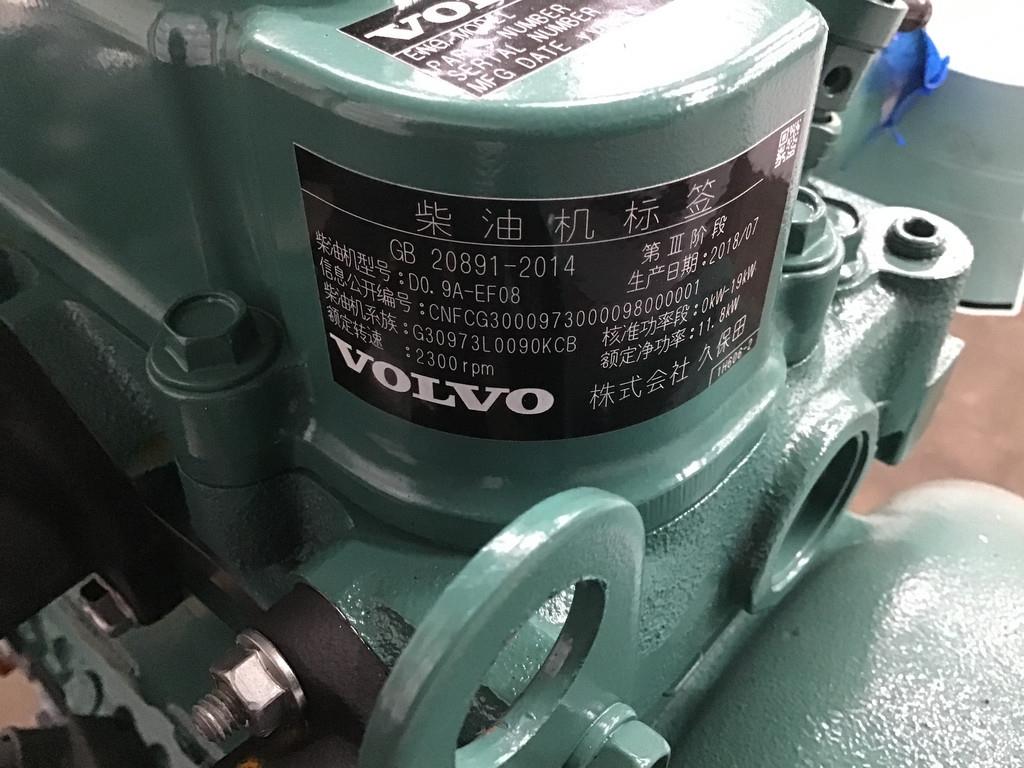 VOLVO
ENG. MODEL
PARTS NUMBER
SERIAL NUMBER
MFG DATE
柴油机标签
GB 20891-2014 第Ⅲ阶段
柴油机型号:D0.9A-EF08 生产日期:2018/07
信息公开编号:CNFCG3000973000098000001
柴油机系族:G30973L0090KCB 核准功率段:0kW-19kW
额定转速:2300rpm 额定净功率:11.8kW
VOLVO 株式会社 久保田
1H606-2